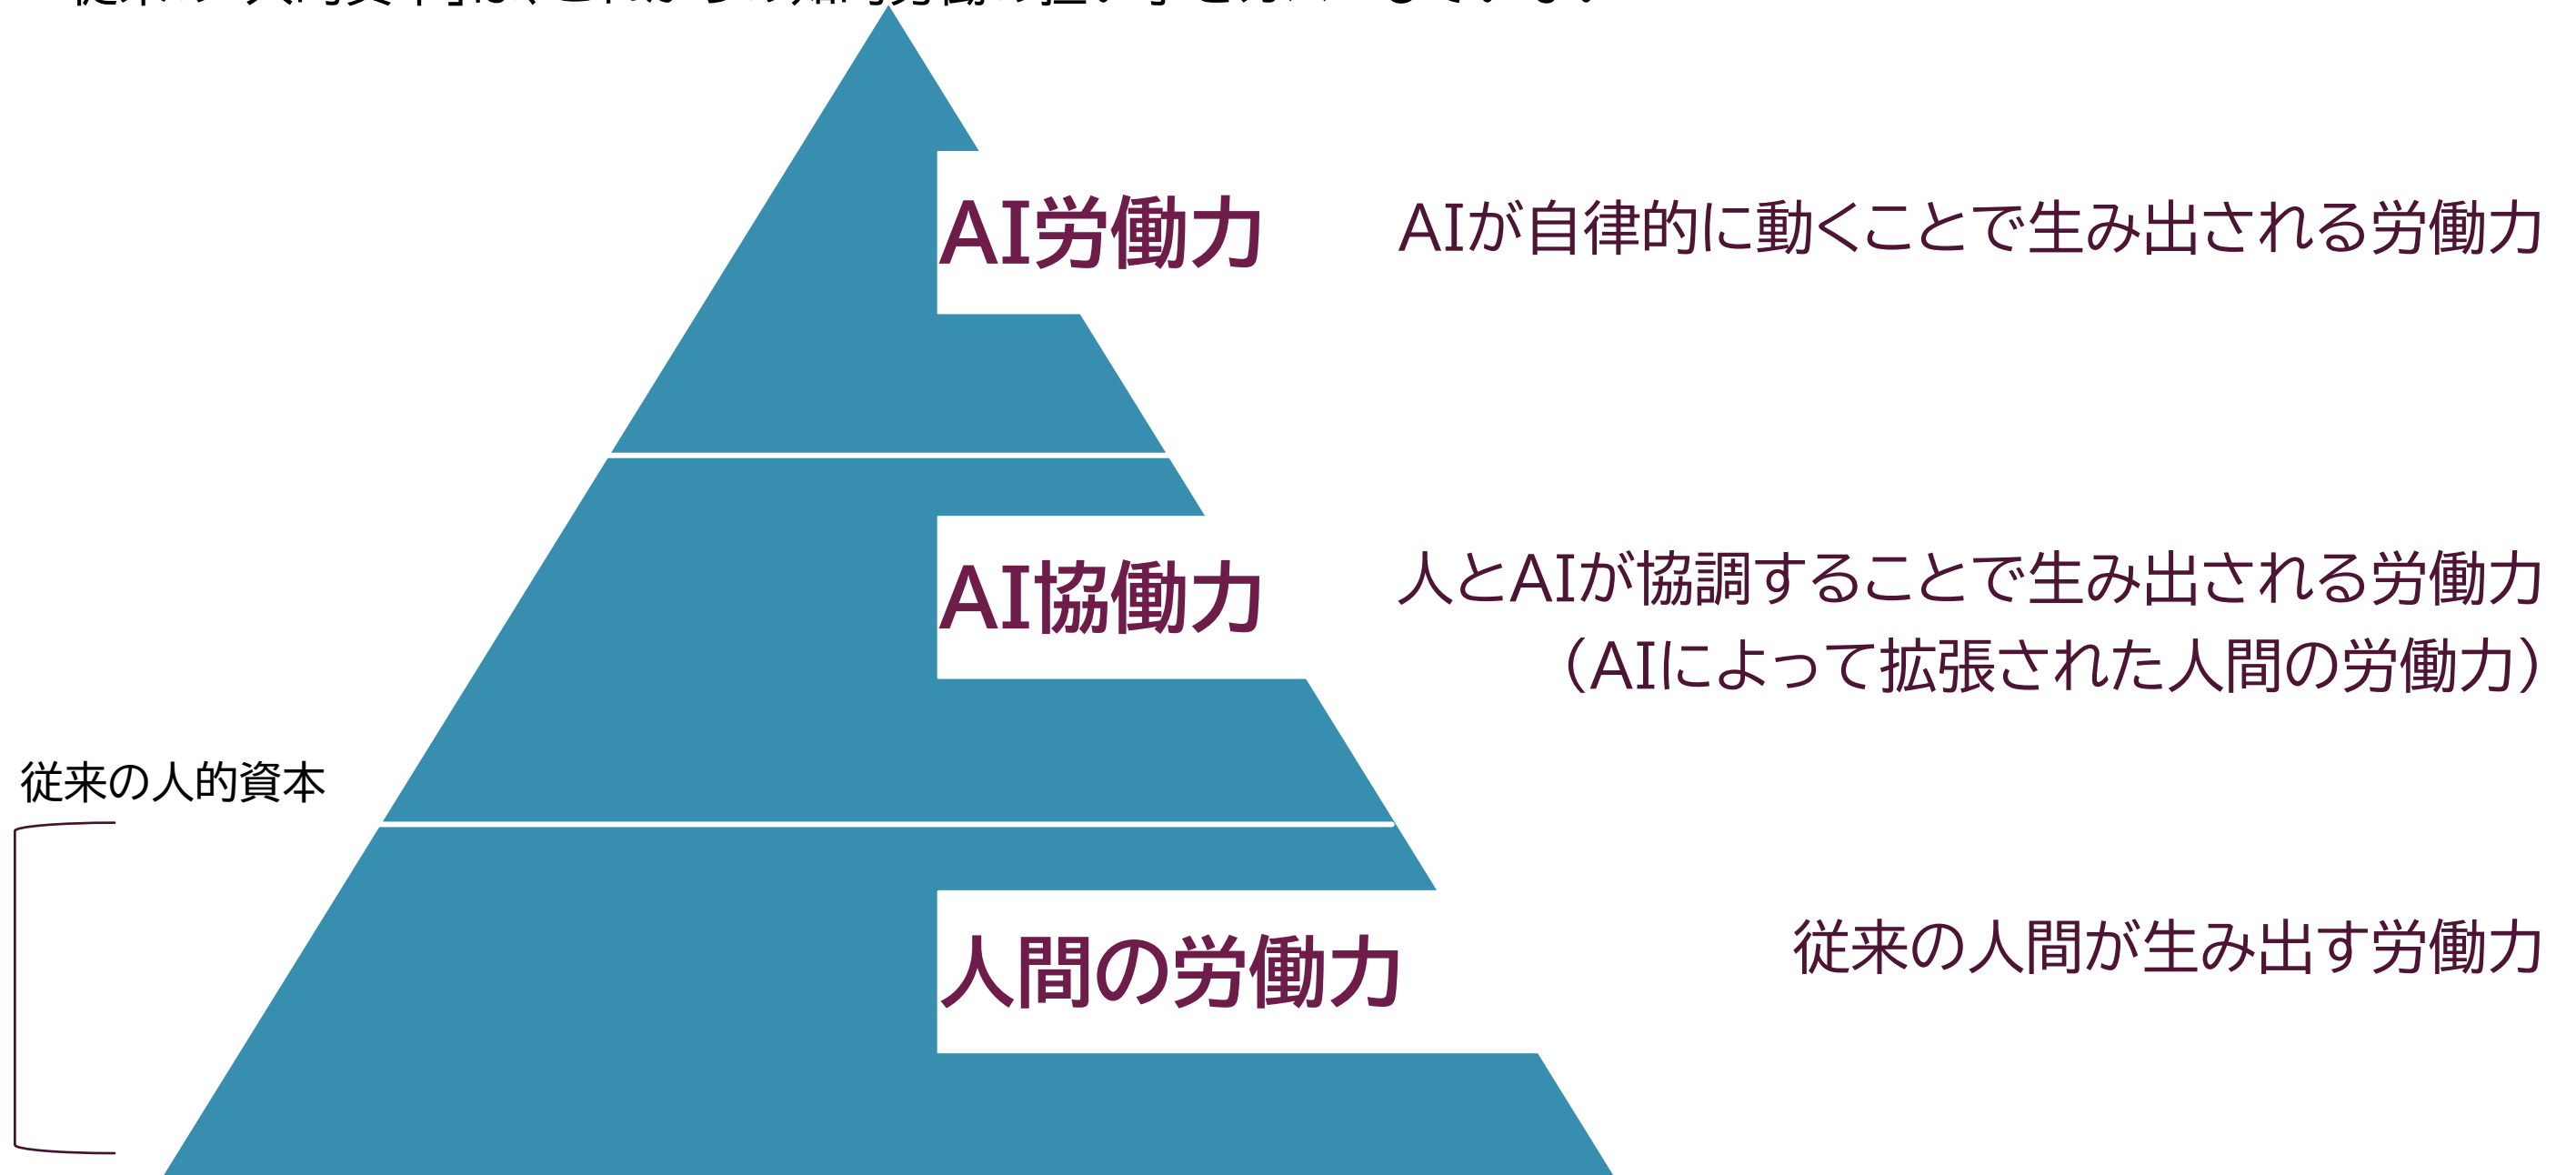 AI労働力
AIが自律的に動くことで生み出される労働力
AI協働力
人とAIが協調することで生み出される労働力
（AIによって拡張された人間の労働力）
従来の人的資本
人間の労働力
従来の人間が生み出す労働力